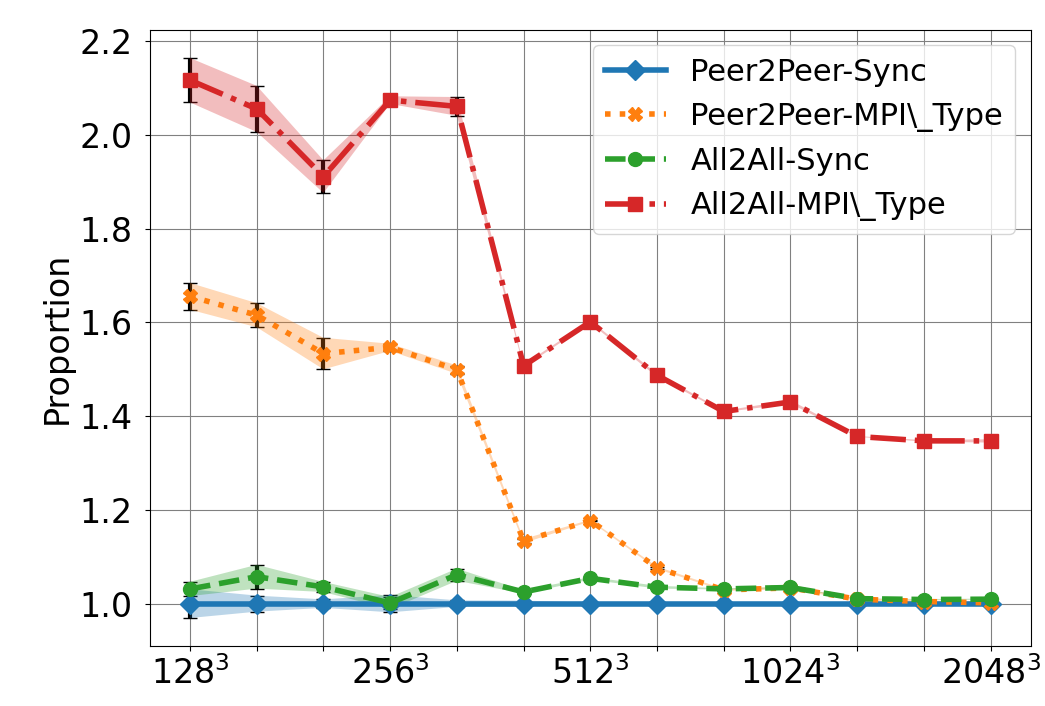 2.2
2.0
1.8
1.6
1.4
1.2
1.0
Proportion
Peer2Peer-Sync
Peer2Peer-MPI\_Type
All2All-Sync
All2All-MPI\_Type
128³ 256³ 512³ 1024³ 2048³